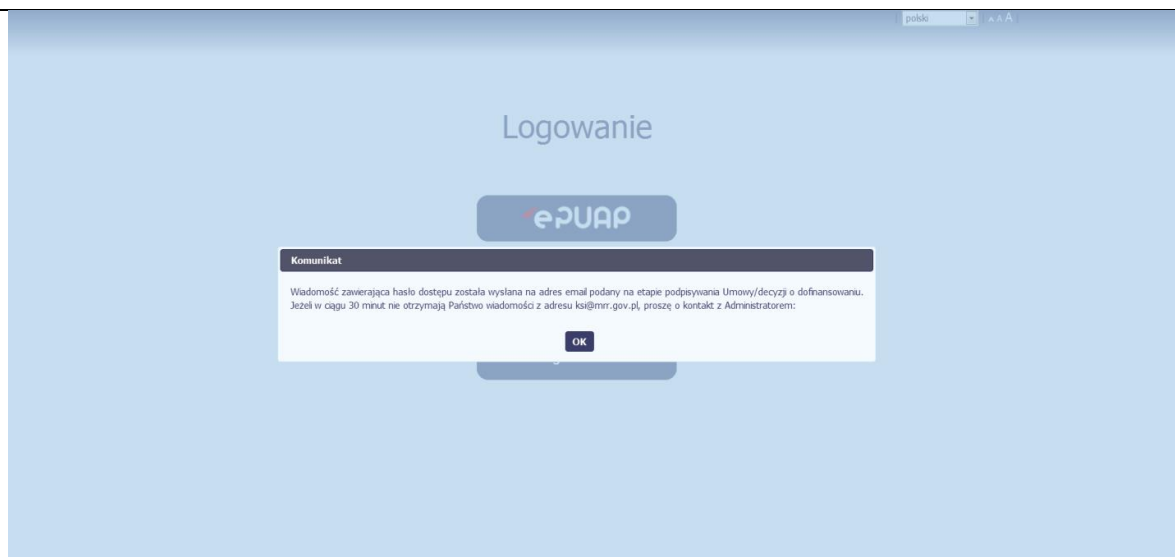 polski A A A
Logowanie
ePUAP
Komunikat
Wiadomość zawierająca hasło dostępu została wysłana na adres email podany na etapie podpisywania Umowy/decyzji o dofinansowaniu.
Jeżeli w ciągu 30 minut nie otrzymają Państwo wiadomości z adresu ksi@mrr.gov.pl, proszę o kontakt z Administratorem:
OK